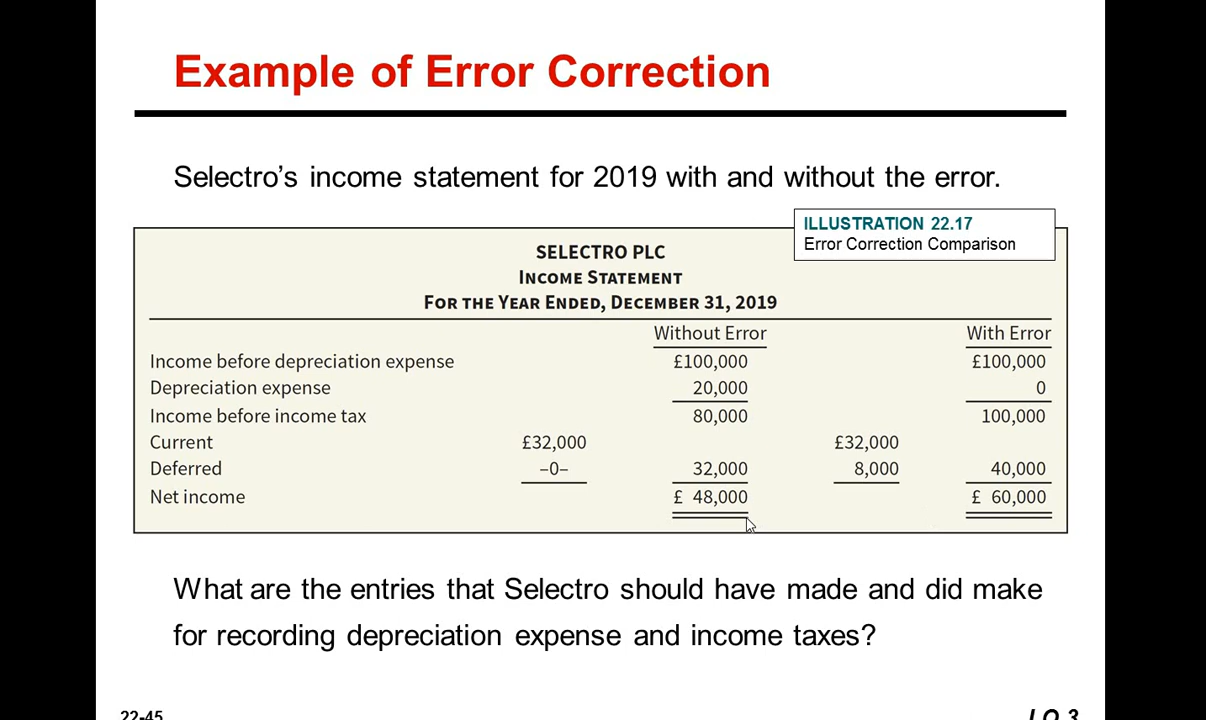 Example of Error Correction
Selectro’s income statement for 2019 with and without the error.
ILLUSTRATION 22.17
Error Correction Comparison
SELECTRO PLC
INCOME STATEMENT
FOR THE YEAR ENDED, DECEMBER 31, 2019
Without Error With Error
Income before depreciation expense £100,000 £100,000
Depreciation expense 20,000 0
Income before income tax 80,000 100,000
Current £32,000 £32,000
Deferred –0– 32,000 8,000 40,000
Net income £ 48,000 £ 60,000
What are the entries that Selectro should have made and did make
for recording depreciation expense and income taxes?
22-45 LO 3